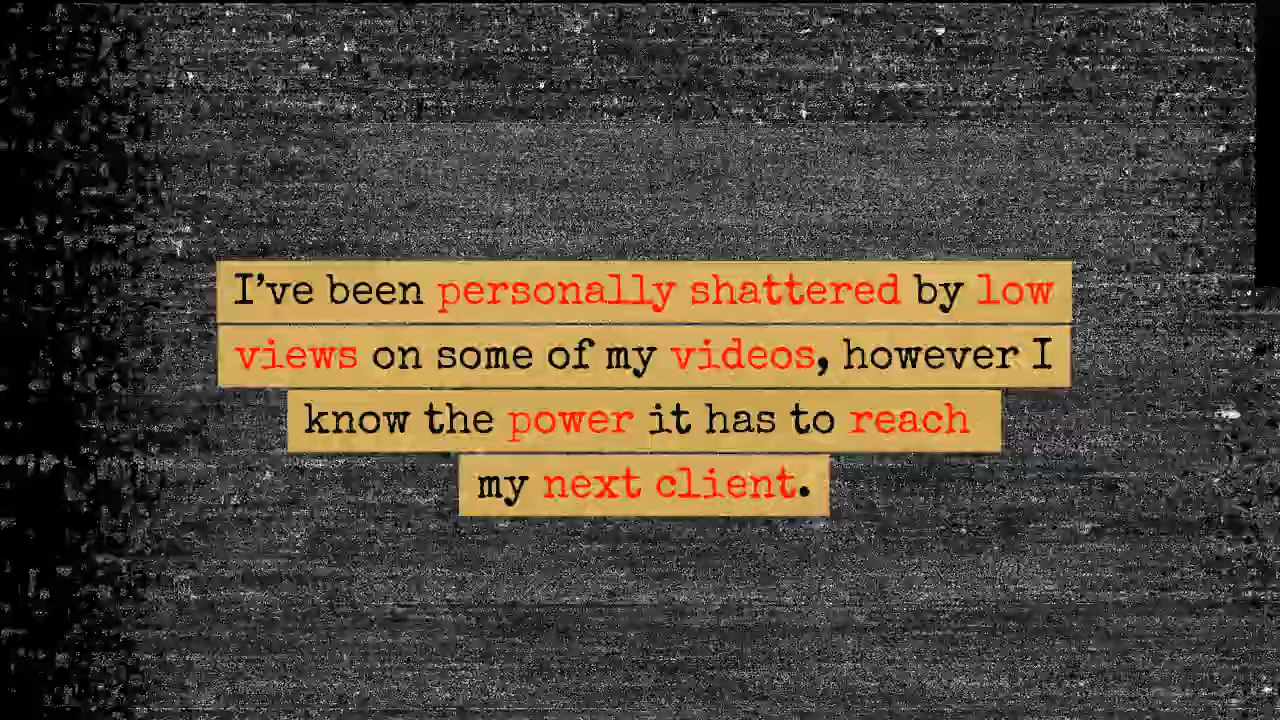 I’ve been personally shattered by low
views on some of my videos, however I
know the power it has to reach
my next client.